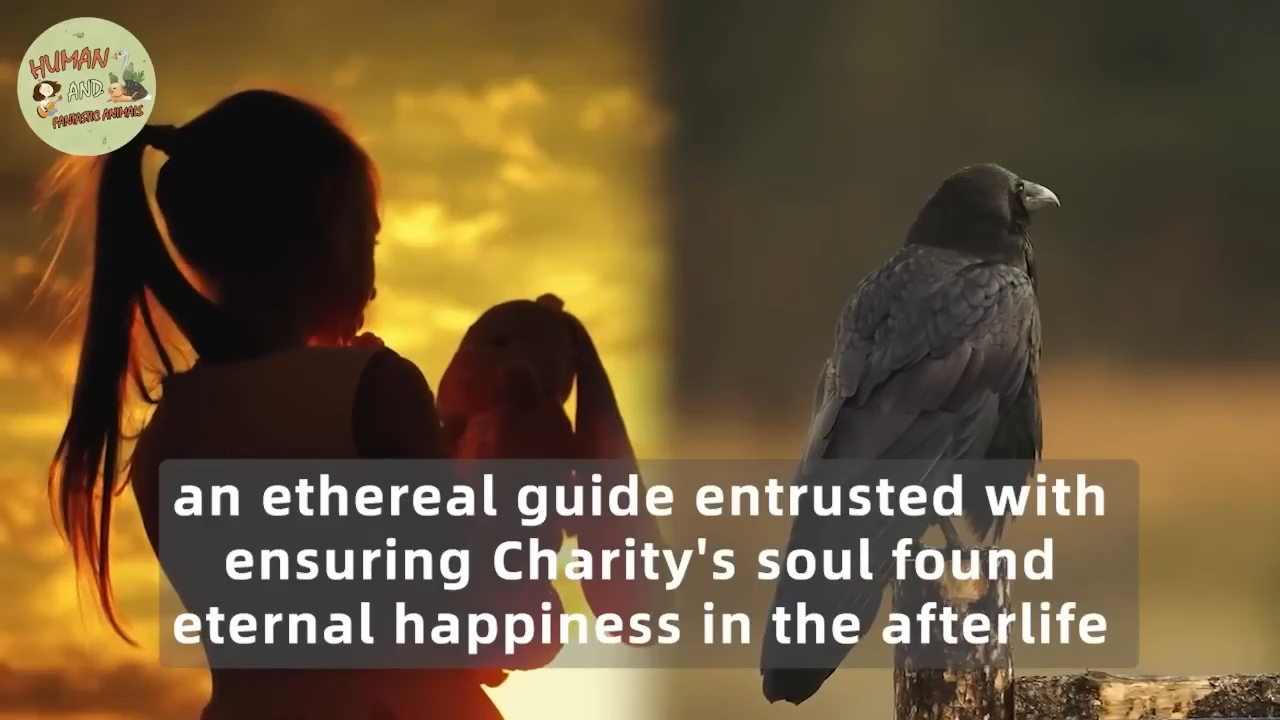 HUMAN
AND
FANTASTIC ANIMALS
an ethereal guide entrusted with
ensuring Charity's soul found
eternal happiness in the afterlife